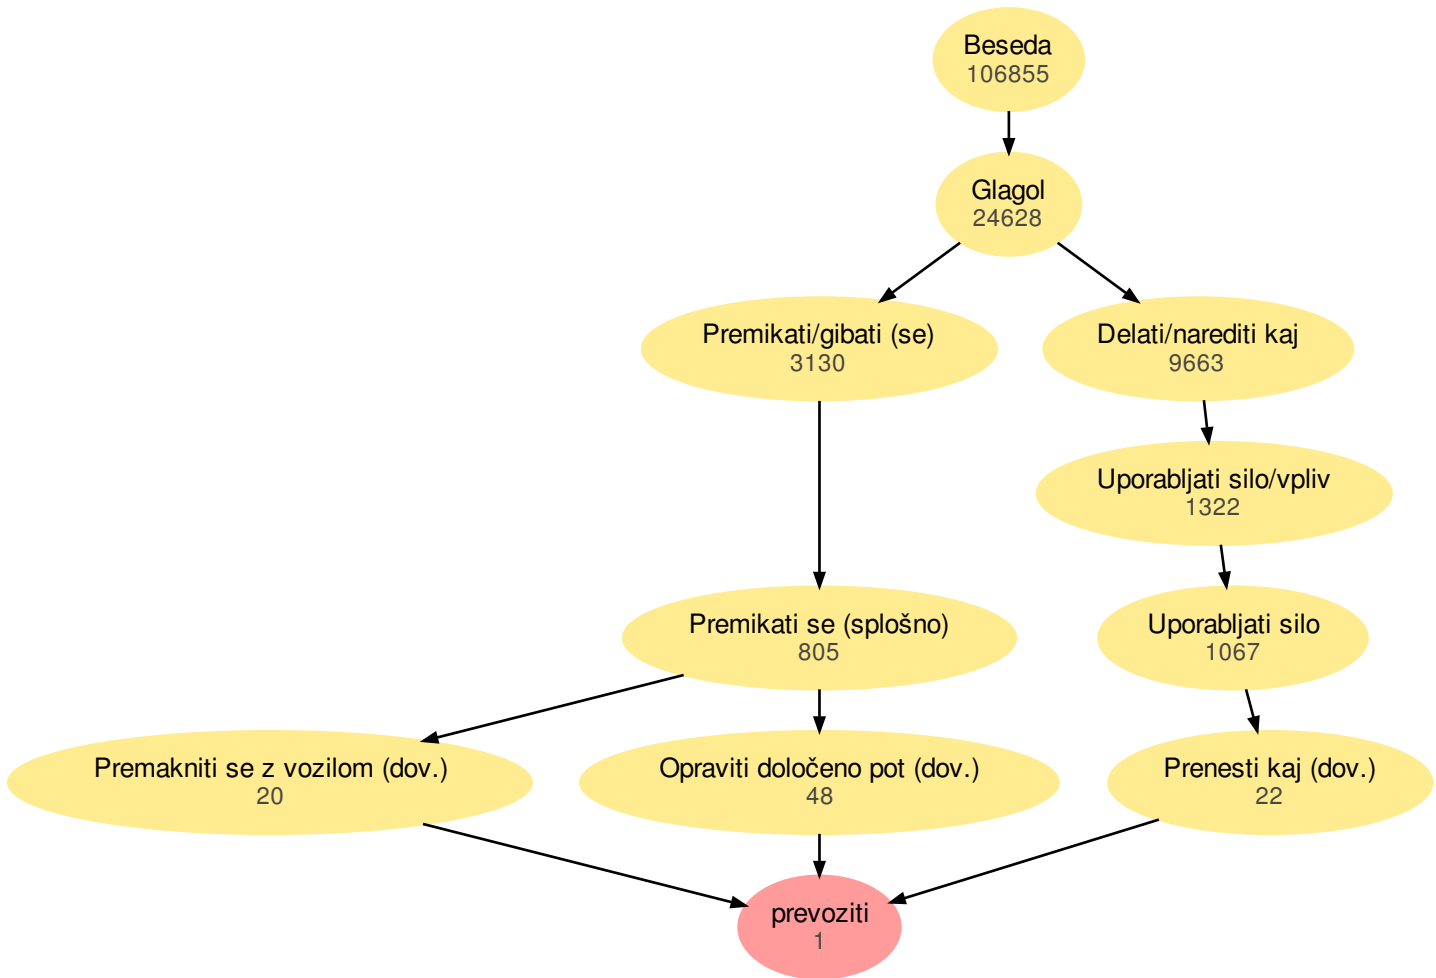 Beseda
106855
Glagol
24628
Premikati/gibati (se)
3130
Delati/narediti kaj
9663
Uporabljati silo/vpliv
1322
Premikati se (splošno)
805
Uporabljati silo
1067
Premakniti se z vozilom (dov.)
20
Opraviti določeno pot (dov.)
48
Prenesti kaj (dov.)
22
prevoziti
1